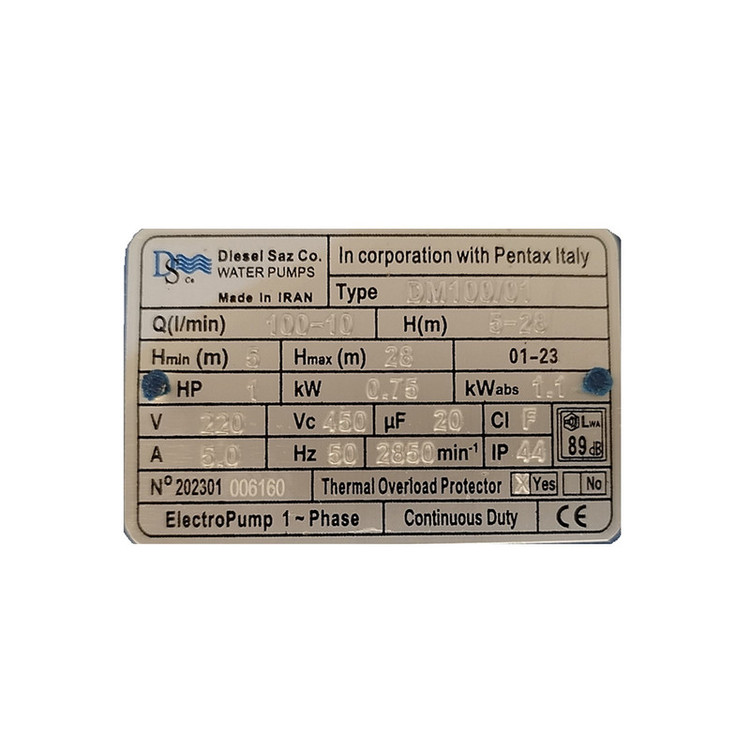 DS Co
Diesel Saz Co.
WATER PUMPS
Made in IRAN
In corporation with Pentax Italy
Type DM100/01
Q(l/min) 100-10 H(m) 5-28
Hmin (m) 5 Hmax (m) 28 01-23
HP 1 kW 0.75 kWabs 1.1
V 220 Vc 450 µF 20 Cl F LWA
A 5.0 Hz 50 2850 min-1 IP 44 89 dB
Nº 202301 006160 Thermal Overload Protector X Yes No
ElectroPump 1 ~ Phase Continuous Duty CE